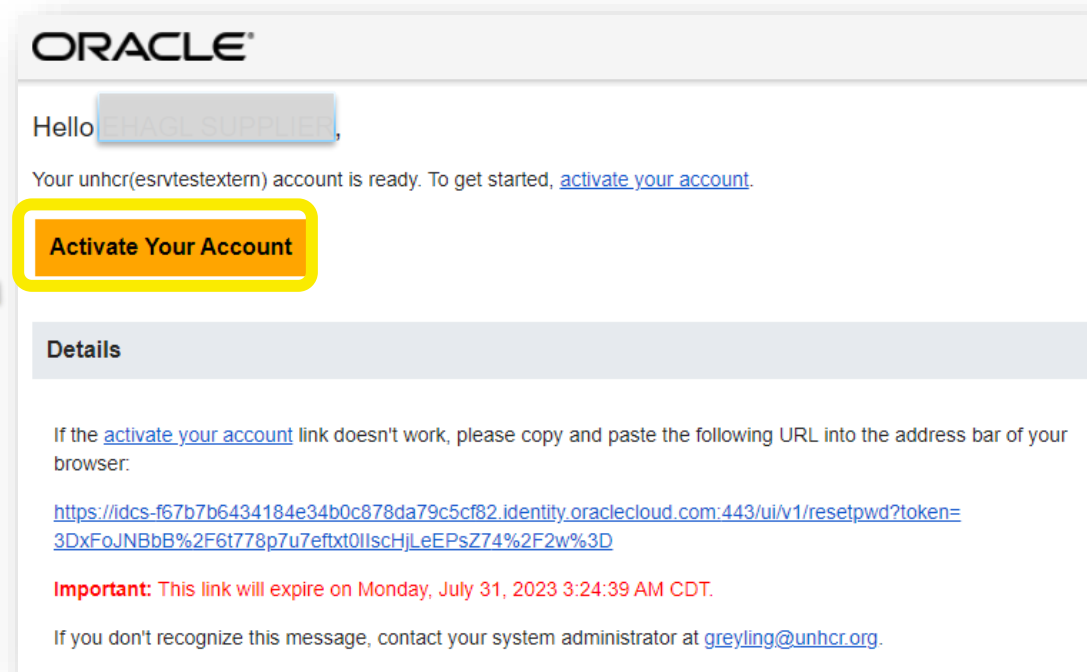 ORACLE
Hello EHAGL SUPPLIER,
Your unhcr(esrvtestextern) account is ready. To get started, activate your account.
Activate Your Account
Details
If the activate your account link doesn't work, please copy and paste the following URL into the address bar of your
browser:
https://idcs-f67b7b6434184e34b0c878da79c5cf82.identity.oraclecloud.com:443/ui/v1/resetpwd?token=
3DxFoJNBbB%2F6t778p7u7eftxt0IIscHjLeEPsZ74%2F2w%3D
Important: This link will expire on Monday, July 31, 2023 3:24:39 AM CDT.
If you don't recognize this message, contact your system administrator at greyling@unhcr.org.